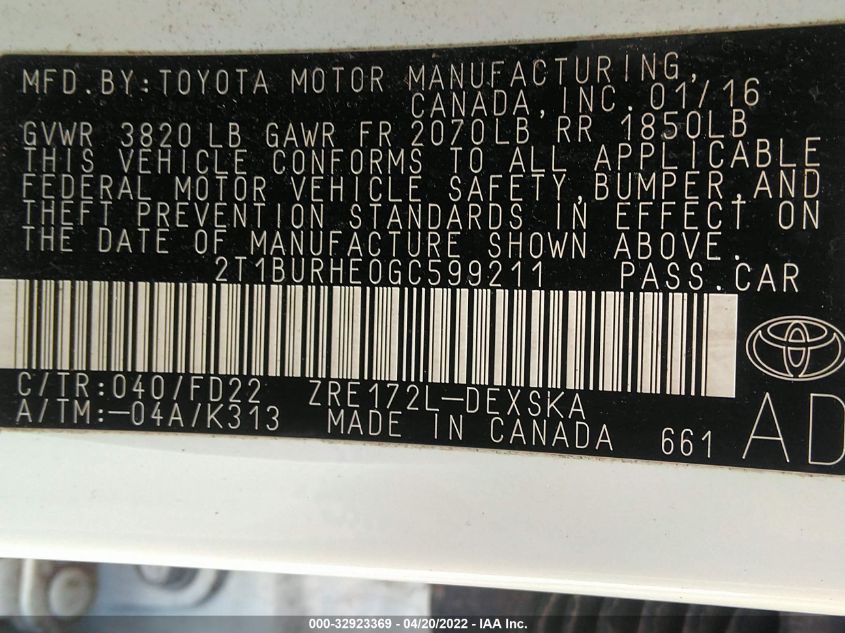 MFD.BY:TOYOTA MOTOR MANUFACTURING,
CANADA,INC.01/16
GVWR 3820LB GAWR FR 2070LB RR 1850LB
THIS VEHICLE CONFORMS TO ALL APPLICABLE
FEDERAL MOTOR VEHICLE SAFETY,BUMPER,AND
THEFT PREVENTION STANDARDS IN EFFECT ON
THE DATE OF MANUFACTURE SHOWN ABOVE.
2T1BURHE0GC599211 PASS.CAR
C/TR:040/FD22 ZRE172L-DEXSKA
A/TM:-04A/K313 MADE IN CANADA 661 AD
000-32923369 - 04/20/2022 - IAA Inc.